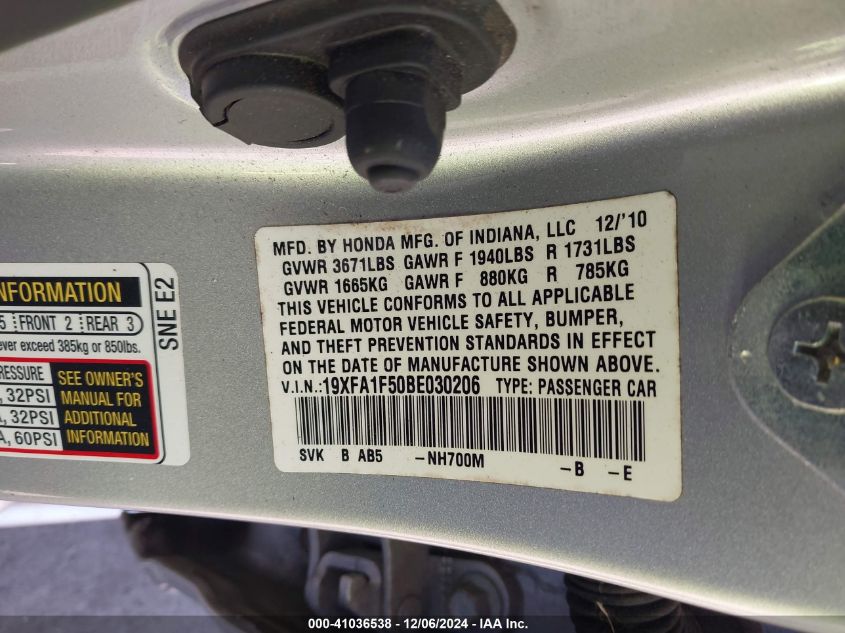 MFD. BY HONDA MFG. OF INDIANA, LLC 12/'10
GVWR 3671LBS GAWR F 1940LBS R 1731LBS
GVWR 1665KG GAWR F 880KG R 785KG
THIS VEHICLE CONFORMS TO ALL APPLICABLE
FEDERAL MOTOR VEHICLE SAFETY, BUMPER,
AND THEFT PREVENTION STANDARDS IN EFFECT
ON THE DATE OF MANUFACTURE SHOWN ABOVE.
V.I.N.:19XFA1F50BE030206 TYPE: PASSENGER CAR
SVK B AB5 -NH700M -B -E
NFORMATION
5 FRONT 2 REAR 3
ever exceed 385kg or 850lbs.
SNE E2
RESSURE
, 32PSI
A, 32PSI
A, 60PSI
SEE OWNER'S
MANUAL FOR
ADDITIONAL
INFORMATION
000-41036538 - 12/06/2024 - IAA Inc.